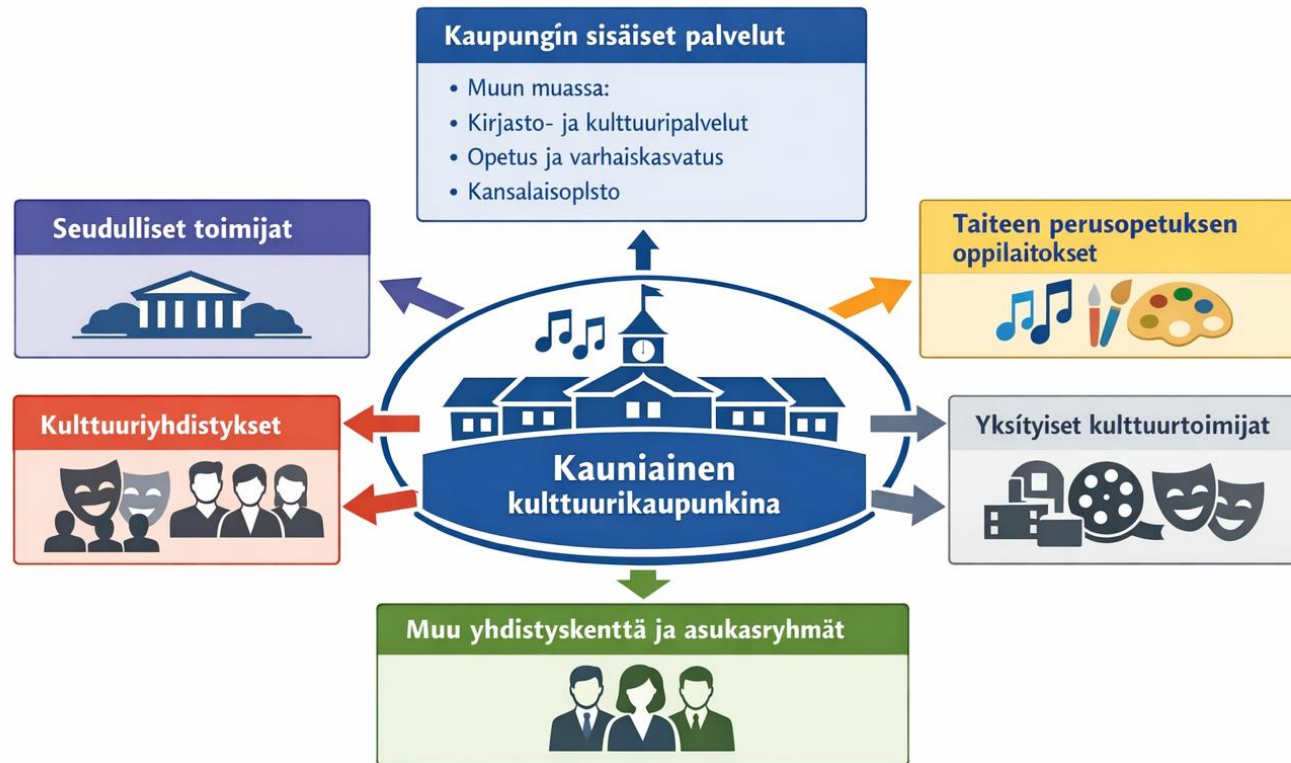 Kaupungin sisäiset palvelut
• Muun muassa:
• Kirjasto- ja kulttuuripalvelut
• Opetus ja varhaiskasvatus
• Kansalaisoplsto
Seudulliset toimijat
Taiteen perusopetuksen
oppilaitokset
Kulttuuriyhdistykset
Yksítyiset kulttuurtoimijat
Kauniainen
kulttuurikaupunkina
Muu yhdistyskenttä ja asukasryhmät